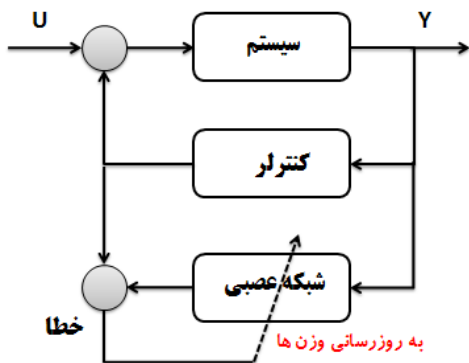 U
Y
سیستم
کنترلر
شبکه عصبی
خطا
به روزرسانی وزن ها